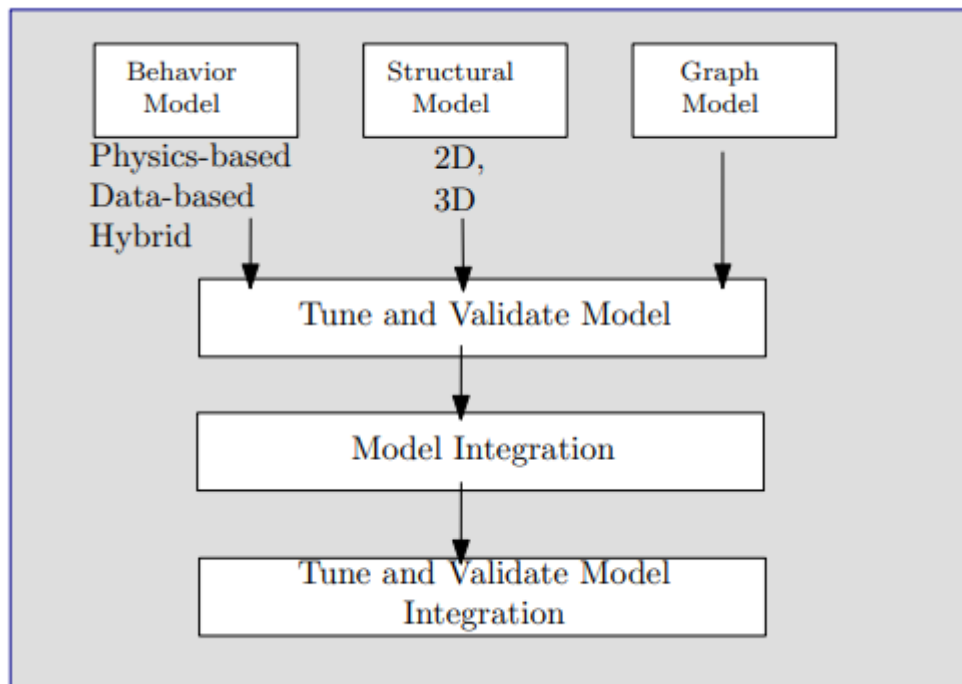 Behavior
Model
Structural
Model
Graph
Model
Physics-based
Data-based
Hybrid
2D,
3D
Tune and Validate Model
Model Integration
Tune and Validate Model
Integration